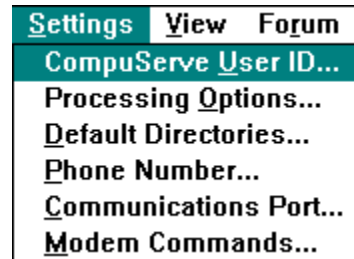 Settings View Forum
CompuServe User ID...
Processing Options...
Default Directories...
Phone Number...
Communications Port...
Modem Commands...